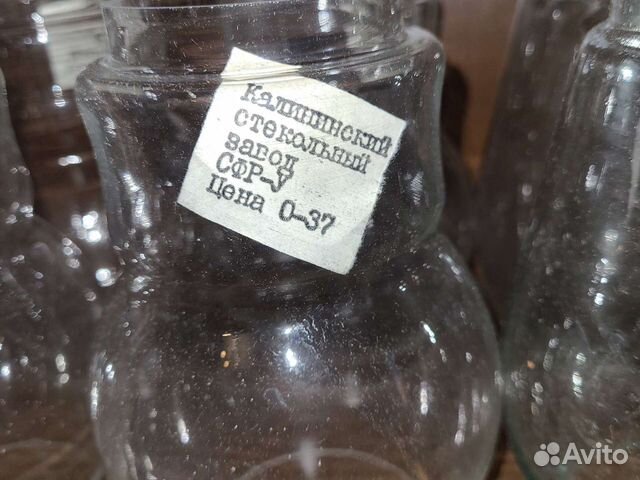 Калининский
стекольный
завод
СФР-У
Цена 0-37
Avito